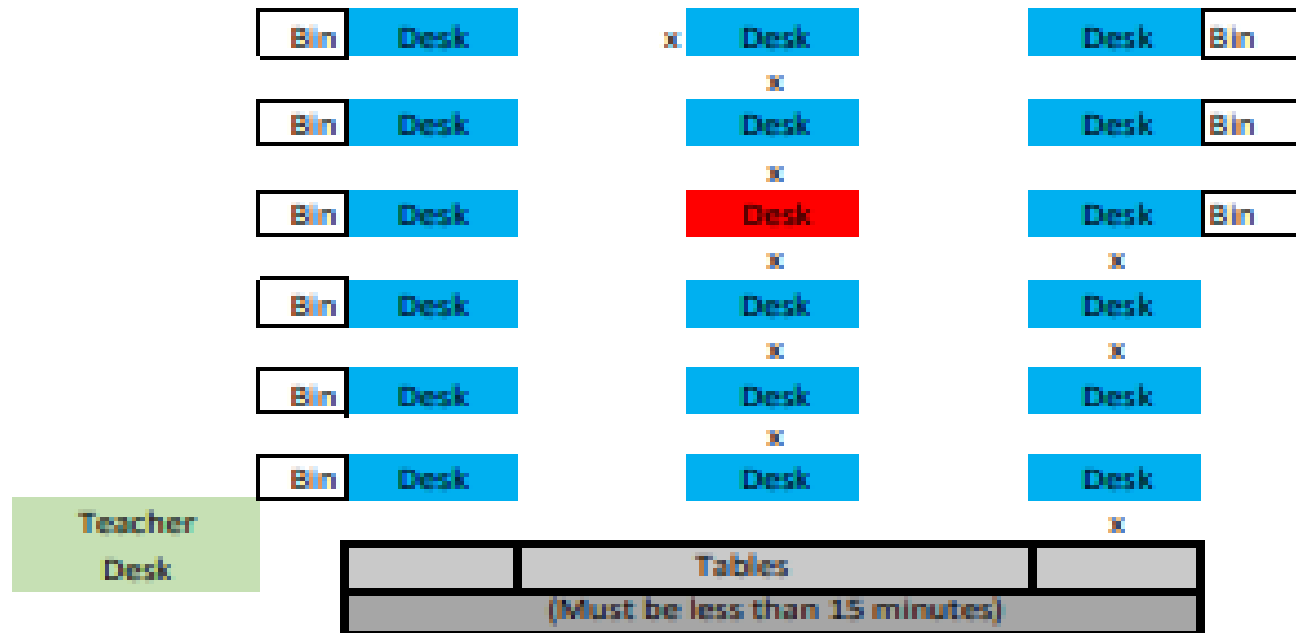 Bin Desk x Desk Desk Bin
x
Bin Desk Desk Desk Bin
x
Bin Desk Desk Desk Bin
x x
Bin Desk Desk Desk
x x
Bin Desk Desk Desk
x
Bin Desk Desk Desk
Teacher x
Desk Tables
(Must be less than 15 minutes)